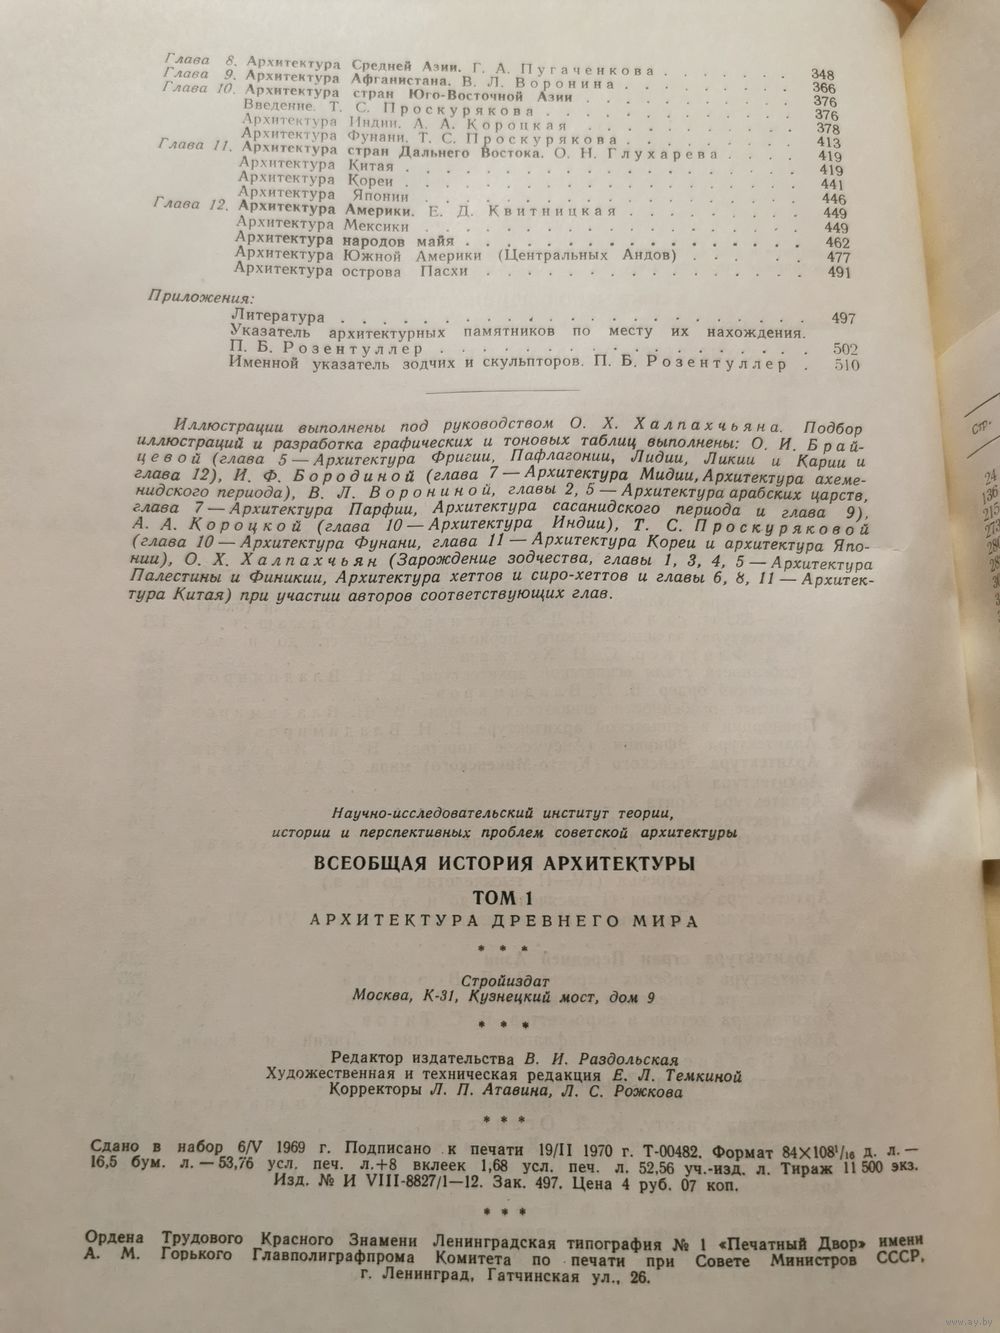 Глава 8. Архитектура Средней Азии. Г. А. Пугаченкова . . . . . . . 348
Глава 9. Архитектура Афганистана. В. Л. Воронина . . . . . . . . . 366
Глава 10. Архитектура стран Юго-Восточной Азии . . . . . . . . . . 376
Введение. Т. С. Проскурякова . . . . . . . . . . . . . 376
Архитектура Индии. А. А. Короцкая . . . . . . . . . . 378
Архитектура Фунани. Т. С. Проскурякова . . . . . . . . 413
Глава 11. Архитектура стран Дальнего Востока. О. Н. Глухарева . . . . 419
Архитектура Китая . . . . . . . . . . . . . . . . . 419
Архитектура Кореи . . . . . . . . . . . . . . . . . 441
Архитектура Японии . . . . . . . . . . . . . . . . 446
Глава 12. Архитектура Америки. Е. Д. Квитницкая . . . . . . . . . 449
Архитектура Мексики . . . . . . . . . . . . . . . . 449
Архитектура народов майя . . . . . . . . . . . . . . 462
Архитектура Южной Америки (Центральных Андов) . . . . . 477
Архитектура острова Пасхи . . . . . . . . . . . . . . 491
Приложения:
Литература . . . . . . . . . . . . . . . . . . . . 497
Указатель архитектурных памятников по месту их нахождения.
П. Б. Розентуллер . . . . . . . . . . . . . . . . . 502
Именной указатель зодчих и скульпторов. П. Б. Розентуллер . 510
Иллюстрации выполнены под руководством О. Х. Халпахчьяна. Подбор
иллюстраций и разработка графических и тоновых таблиц выполнены: О. И. Брай-
цевой (глава 5 — Архитектура Фригии, Пафлагонии, Лидии, Ликии и Карии и
глава 12), И. Ф. Бородиной (глава 7 — Архитектура Мидии, Архитектура ахеме-
нидского периода), В. Л. Ворониной, главы 2, 5 — Архитектура арабских царств,
глава 7 — Архитектура Парфии, Архитектура сасанидского периода и глава 9),
А. А. Короцкой (глава 10 — Архитектура Индии), Т. С. Проскуряковой
(глава 10 — Архитектура Фунани, глава 11 — Архитектура Кореи и архитектура Япо-
нии), О. Х. Халпахчьян (Зарождение зодчества, главы 1, 3, 4, 5 — Архитектура
Палестины и Финикии, Архитектура хеттов и сиро-хеттов и главы 6, 8, 11 — Архитек-
тура Китая) при участии авторов соответствующих глав.
Научно-исследовательский институт теории,
истории и перспективных проблем советской архитектуры
ВСЕОБЩАЯ ИСТОРИЯ АРХИТЕКТУРЫ
ТОМ 1
АРХИТЕКТУРА ДРЕВНЕГО МИРА
* * *
Стройиздат
Москва, К-31, Кузнецкий мост, дом 9
* * *
Редактор издательства В. И. Раздольская
Художественная и техническая редакция Е. Л. Темкиной
Корректоры Л. П. Атавина, Л. С. Рожкова
* * *
Сдано в набор 6/V 1969 г. Подписано к печати 19/II 1970 г. Т-00482. Формат 84×108¹/₁₆ д. л. —
16,5 бум. л. — 53,76 усл. печ. л.+8 вклеек 1,68 усл. печ. л. 52,56 уч.-изд. л. Тираж 11 500 экз.
Изд. № И VIII-8827/1—12. Зак. 497. Цена 4 руб. 07 коп.
* * *
Ордена Трудового Красного Знамени Ленинградская типография № 1 «Печатный Двор» имени
А. М. Горького Главполиграфпрома Комитета по печати при Совете Министров СССР,
г. Ленинград, Гатчинская ул., 26.
Стр.
24
136
215
www.ay.by